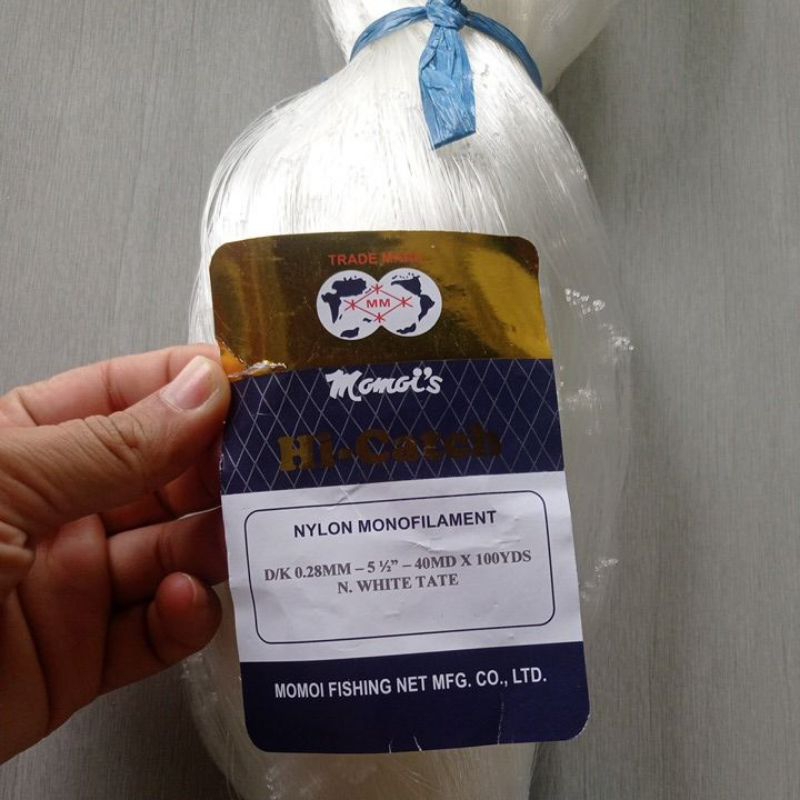 TRADE MARK
MM
Momoi's
Hi-Catch
NYLON MONOFILAMENT
D/K 0.28MM – 5 ½” – 40MD X 100YDS
N. WHITE TATE
MOMOI FISHING NET MFG. CO., LTD.